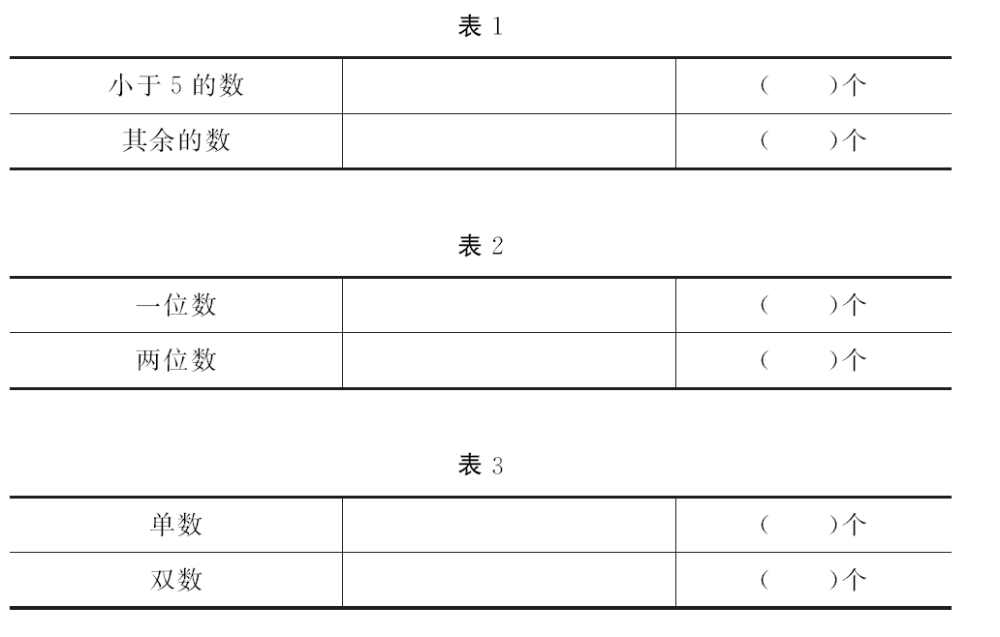 表 1
小于 5 的数 （　　）个
其余的数 （　　）个
表 2
一位数 （　　）个
两位数 （　　）个
表 3
单数 （　　）个
双数 （　　）个